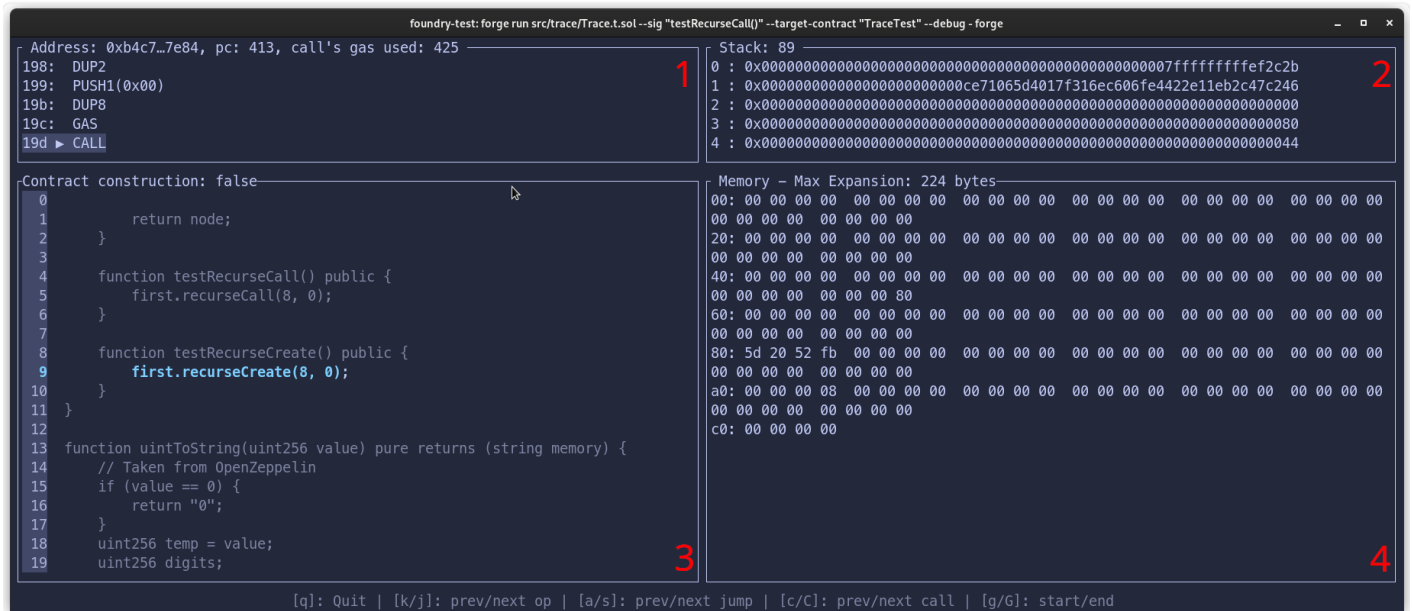 foundry-test: forge run src/trace/Trace.t.sol --sig "testRecurseCall()" --target-contract "TraceTest" --debug - forge
Address: 0xb4c7…7e84, pc: 413, call's gas used: 425
198: DUP2
199: PUSH1(0x00)
19b: DUP8
19c: GAS
19d ▶ CALL
1
Stack: 89
0 : 0x0000000000000000000000000000000000000000000000007fffffffffef2c2b
1 : 0x000000000000000000000000ce71065d4017f316ec606fe4422e11eb2c47c246
2 : 0x0000000000000000000000000000000000000000000000000000000000000000
3 : 0x0000000000000000000000000000000000000000000000000000000000000080
4 : 0x0000000000000000000000000000000000000000000000000000000000000044
2
Contract construction: false
0
1 return node;
2 }
3
4 function testRecurseCall() public {
5 first.recurseCall(8, 0);
6 }
7
8 function testRecurseCreate() public {
9 first.recurseCreate(8, 0);
10 }
11 }
12
13 function uintToString(uint256 value) pure returns (string memory) {
14 // Taken from OpenZeppelin
15 if (value == 0) {
16 return "0";
17 }
18 uint256 temp = value;
19 uint256 digits;
3
Memory – Max Expansion: 224 bytes
00: 00 00 00 00 00 00 00 00 00 00 00 00 00 00 00 00 00 00 00 00 00 00 00 00
00 00 00 00 00 00 00 00
20: 00 00 00 00 00 00 00 00 00 00 00 00 00 00 00 00 00 00 00 00 00 00 00 00
00 00 00 00 00 00 00 00
40: 00 00 00 00 00 00 00 00 00 00 00 00 00 00 00 00 00 00 00 00 00 00 00 00
00 00 00 00 00 00 00 80
60: 00 00 00 00 00 00 00 00 00 00 00 00 00 00 00 00 00 00 00 00 00 00 00 00
00 00 00 00 00 00 00 00
80: 5d 20 52 fb 00 00 00 00 00 00 00 00 00 00 00 00 00 00 00 00 00 00 00 00
00 00 00 00 00 00 00 00
a0: 00 00 00 08 00 00 00 00 00 00 00 00 00 00 00 00 00 00 00 00 00 00 00 00
00 00 00 00 00 00 00 00
c0: 00 00 00 00
4
[q]: Quit | [k/j]: prev/next op | [a/s]: prev/next jump | [c/C]: prev/next call | [g/G]: start/end